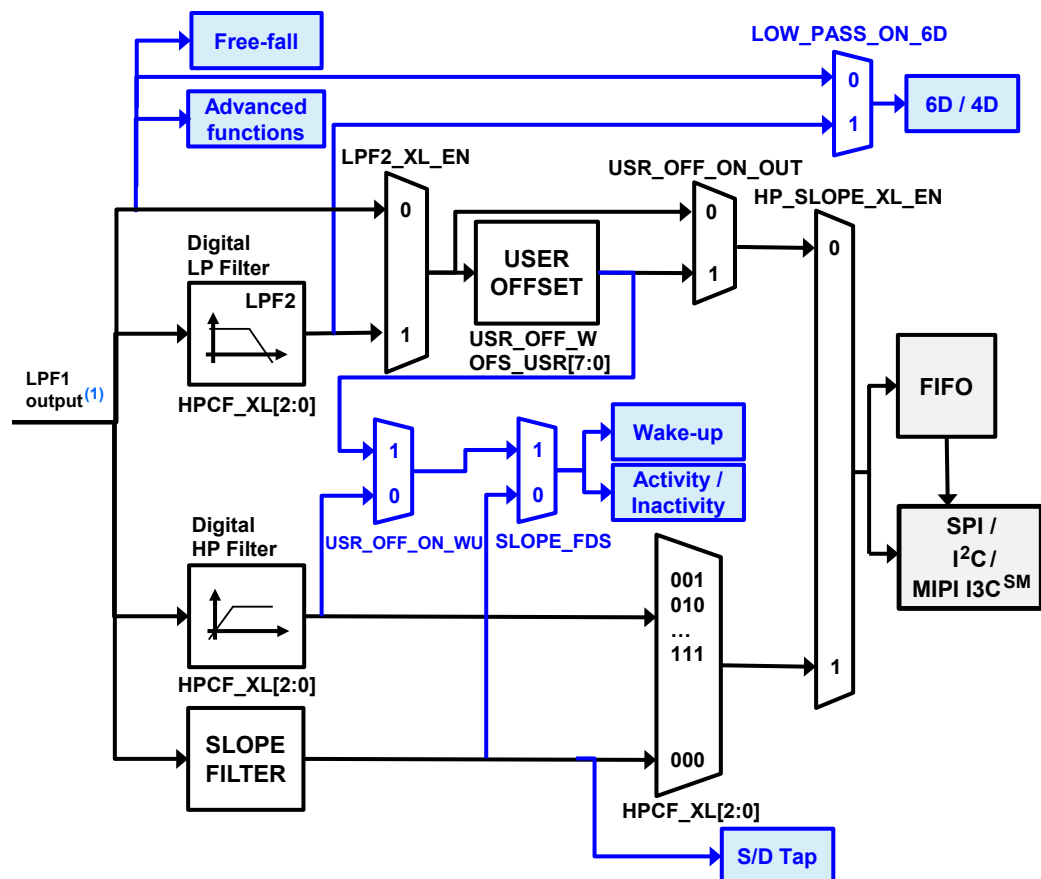 Free-fall
LOW_PASS_ON_6D
0
1
6D / 4D
Advanced
functions
LPF2_XL_EN
0
1
USR_OFF_ON_OUT
0
1
HP_SLOPE_XL_EN
0
1
Digital
LP Filter
LPF2
HPCF_XL[2:0]
USER
OFFSET
USR_OFF_W
OFS_USR[7:0]
LPF1
output(1)
FIFO
1
0
USR_OFF_ON_WU
1
0
SLOPE_FDS
Wake-up
Activity /
Inactivity
SPI /
I2C /
MIPI I3CSM
Digital
HP Filter
HPCF_XL[2:0]
001
010
...
111
000
HPCF_XL[2:0]
SLOPE
FILTER
S/D Tap